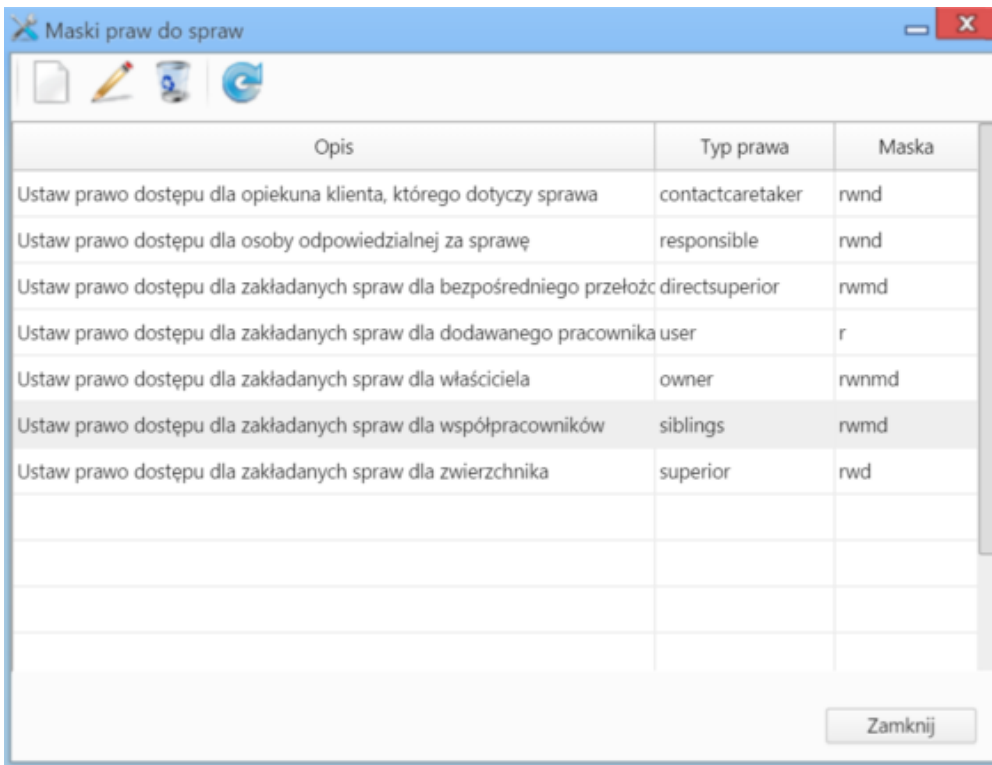 Maski praw do spraw
Opis Typ prawa Maska
Ustaw prawo dostępu dla opiekuna klienta, którego dotyczy sprawa contactcaretaker rwnd
Ustaw prawo dostępu dla osoby odpowiedzialnej za sprawę responsible rwnd
Ustaw prawo dostępu dla zakładanych spraw dla bezpośredniego przełożc directsuperior rwmd
Ustaw prawo dostępu dla zakładanych spraw dla dodawanego pracownika user r
Ustaw prawo dostępu dla zakładanych spraw dla właściciela owner rwnmd
Ustaw prawo dostępu dla zakładanych spraw dla współpracowników siblings rwmd
Ustaw prawo dostępu dla zakładanych spraw dla zwierzchnika superior rwd
Zamknij